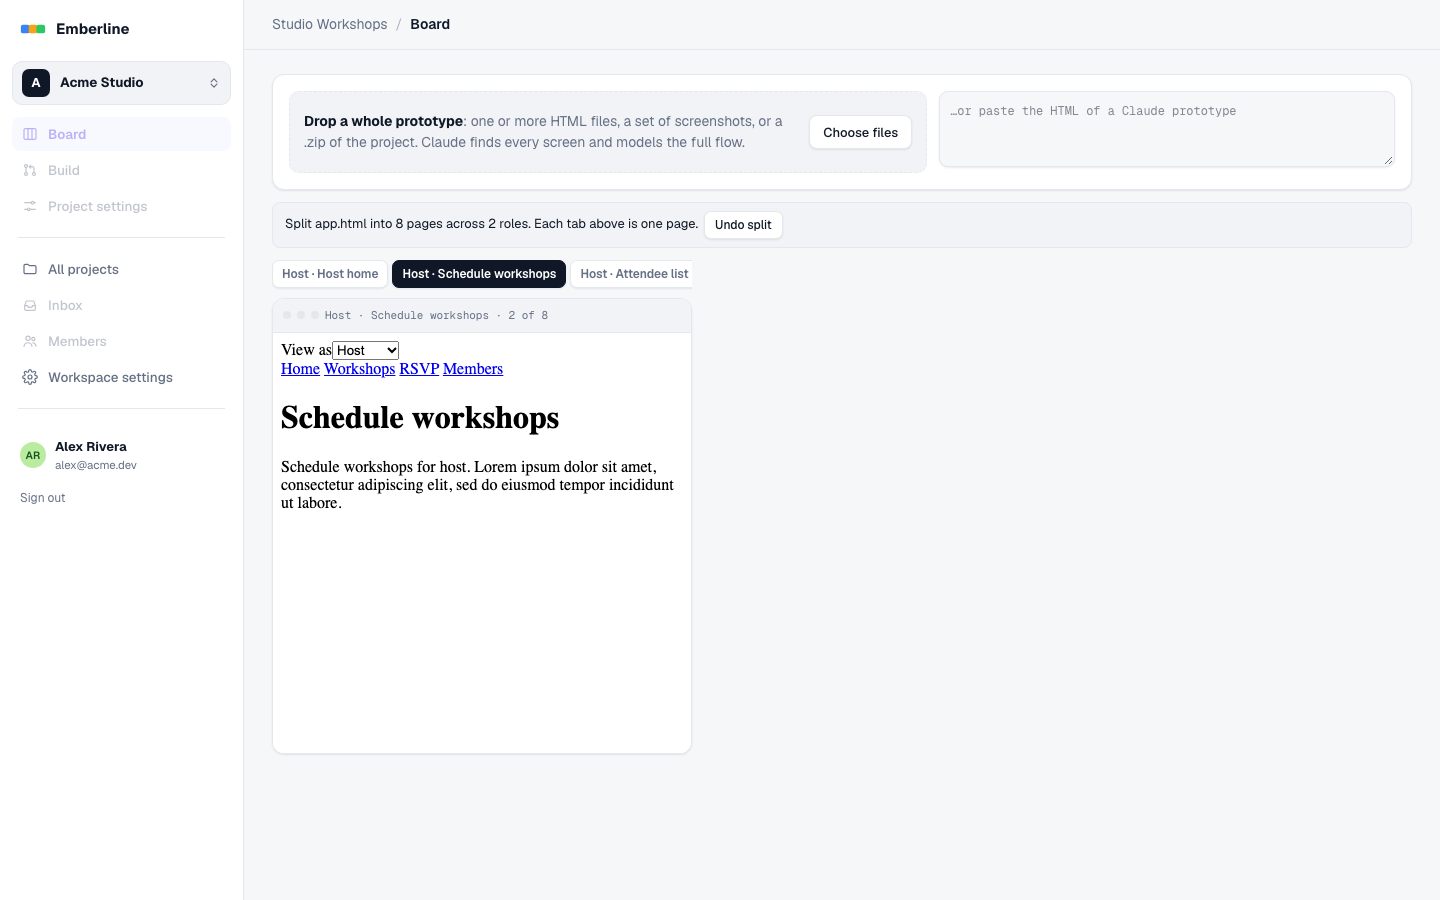 Emberline
A Acme Studio
Board
Build
Project settings
All projects
Inbox
Members
Workspace settings
AR Alex Rivera
alex@acme.dev
Sign out
Studio Workshops / Board
Drop a whole prototype: one or more HTML files, a set of screenshots, or a
.zip of the project. Claude finds every screen and models the full flow.
Choose files
…or paste the HTML of a Claude prototype
Split app.html into 8 pages across 2 roles. Each tab above is one page. Undo split
Host · Host home Host · Schedule workshops Host · Attendee list
Host · Schedule workshops · 2 of 8
View as Host
Home Workshops RSVP Members
Schedule workshops
Schedule workshops for host. Lorem ipsum dolor sit amet,
consectetur adipiscing elit, sed do eiusmod tempor incididunt
ut labore.